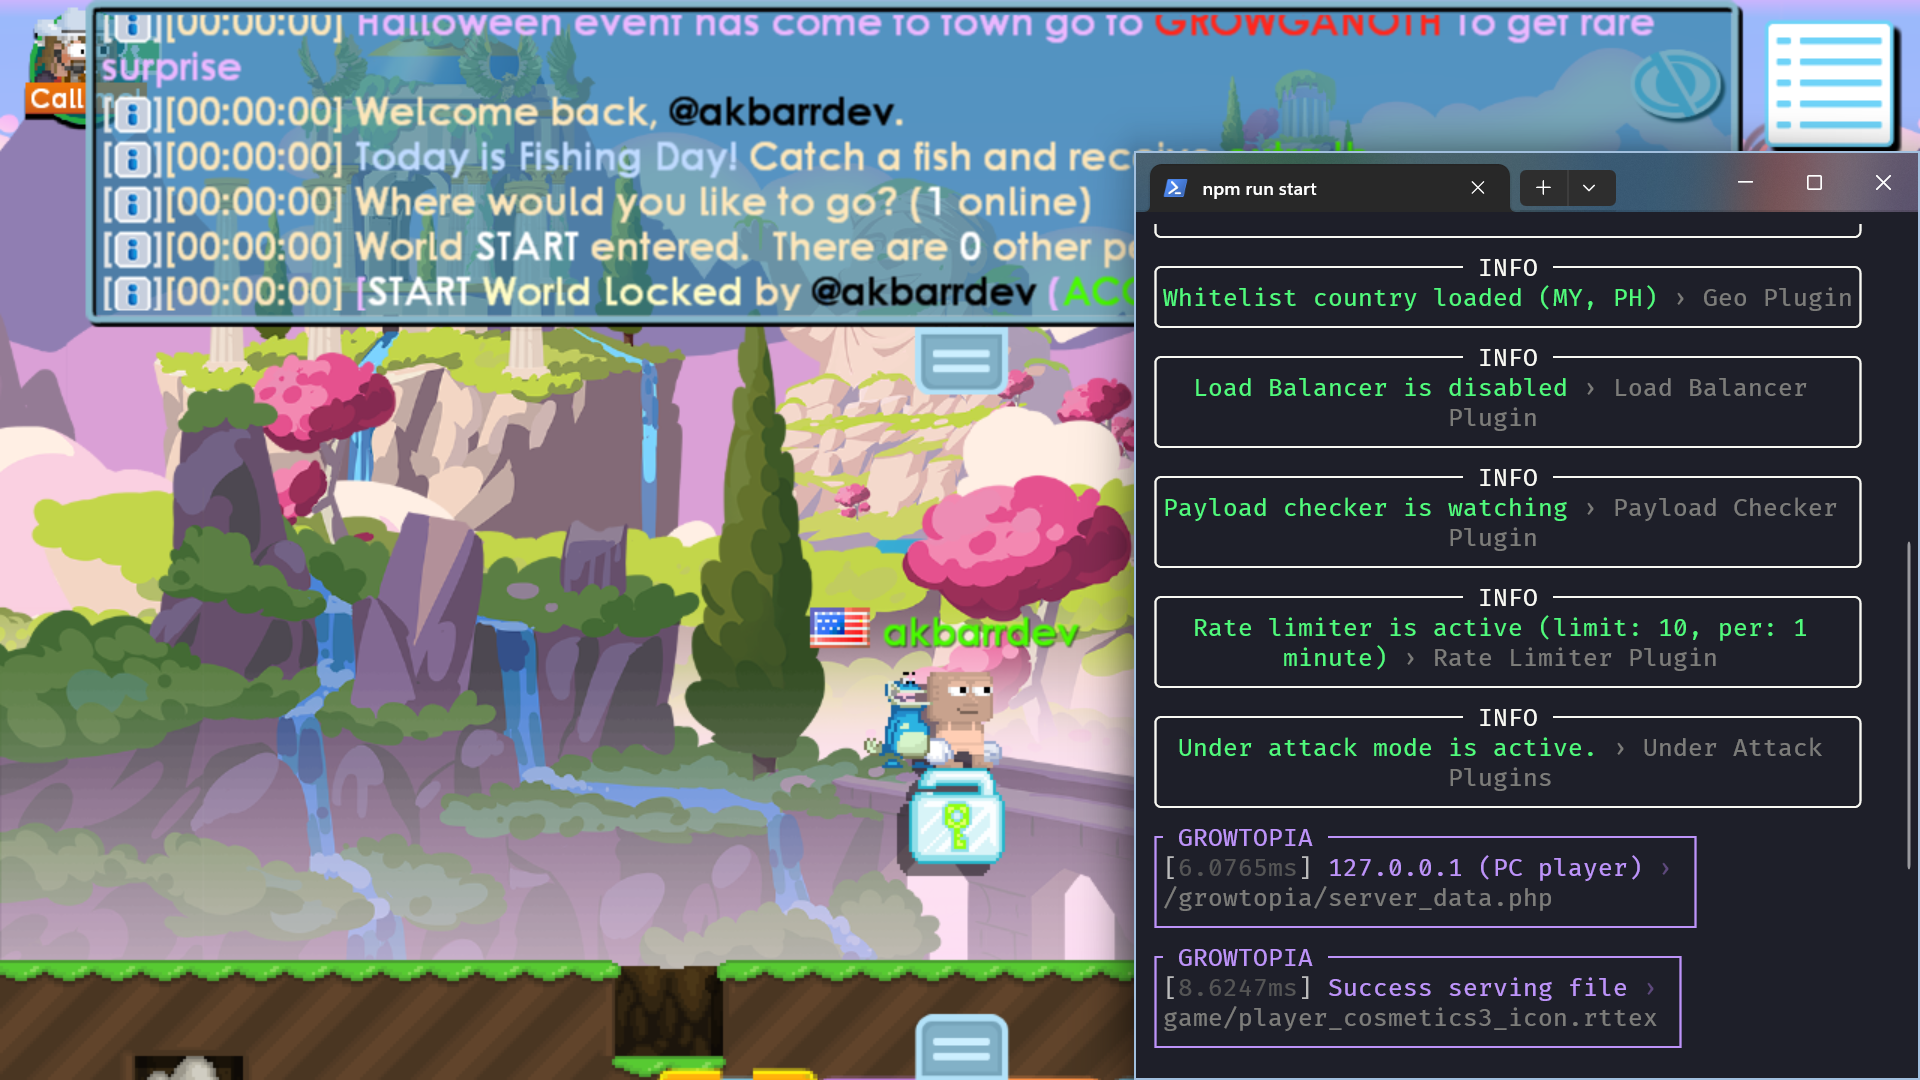 [i][00:00:00] Halloween event has come to town go to GROWGANOTH To get rare
surprise
[i][00:00:00] Welcome back, @akbarrdev.
[i][00:00:00] Today is Fishing Day! Catch a fish and receive extra lb
[i][00:00:00] Where would you like to go? (1 online)
[i][00:00:00] World START entered. There are 0 other pe
[i][00:00:00] [START World Locked by @akbarrdev (ACC
Call
akbarrdev
npm run start
INFO
Whitelist country loaded (MY, PH) › Geo Plugin
INFO
Load Balancer is disabled › Load Balancer
Plugin
INFO
Payload checker is watching › Payload Checker
Plugin
INFO
Rate limiter is active (limit: 10, per: 1
minute) › Rate Limiter Plugin
INFO
Under attack mode is active. › Under Attack
Plugins
GROWTOPIA
[6.0765ms] 127.0.0.1 (PC player) ›
/growtopia/server_data.php
GROWTOPIA
[8.6247ms] Success serving file ›
game/player_cosmetics3_icon.rttex